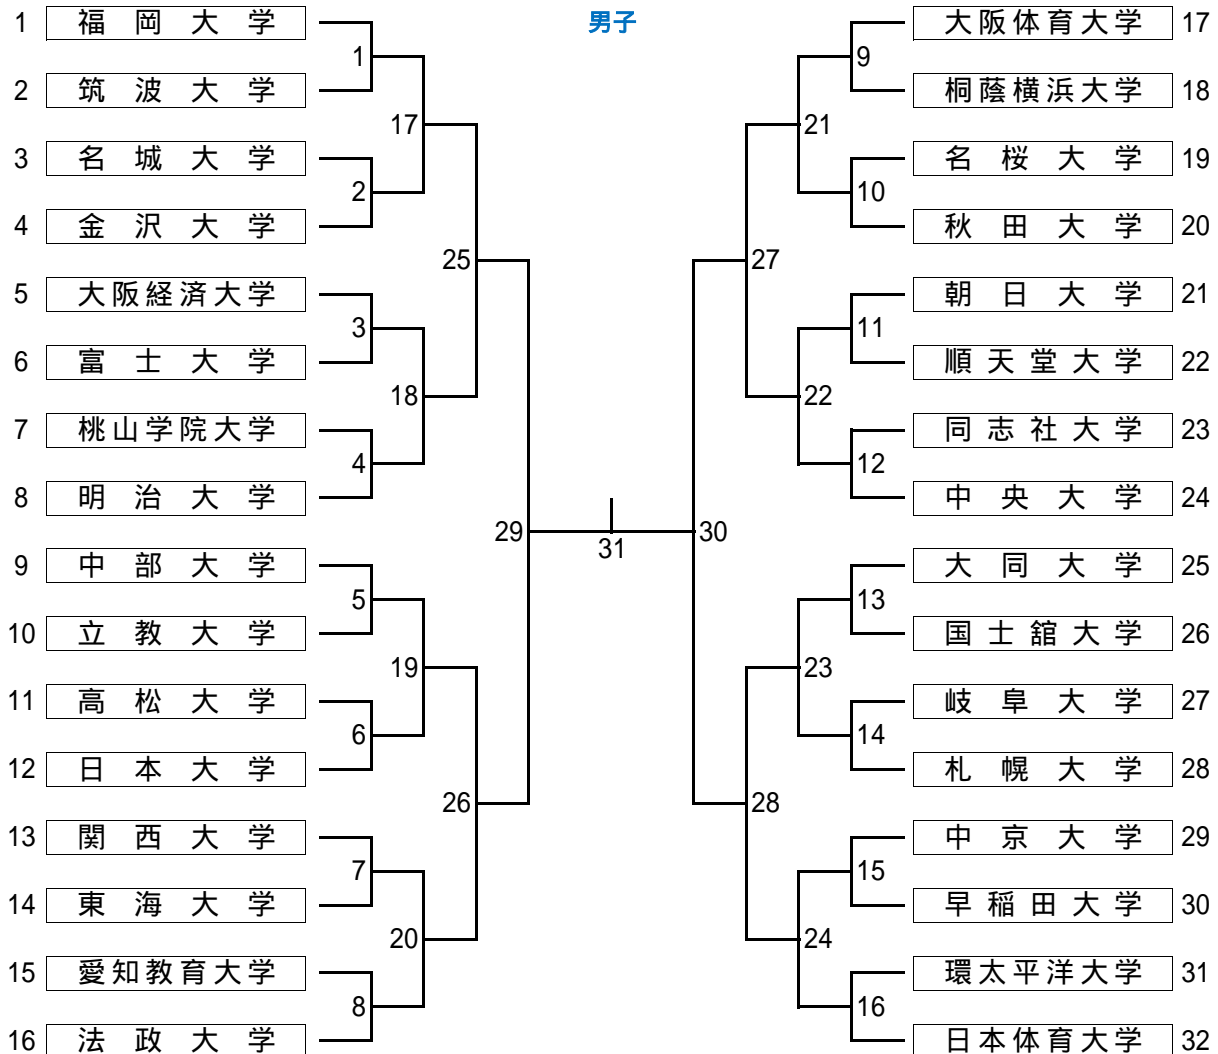 男子
1 福岡大学
2 筑波大学
3 名城大学
4 金沢大学
5 大阪経済大学
6 富士大学
7 桃山学院大学
8 明治大学
9 中部大学
10 立教大学
11 高松大学
12 日本大学
13 関西大学
14 東海大学
15 愛知教育大学
16 法政大学
1
2
3
4
5
6
7
8
17
18
19
20
25
26
29
31
30
27
28
21
22
23
24
9
10
11
12
13
14
15
16
大阪体育大学 17
桐蔭横浜大学 18
名桜大学 19
秋田大学 20
朝日大学 21
順天堂大学 22
同志社大学 23
中央大学 24
大同大学 25
国士舘大学 26
岐阜大学 27
札幌大学 28
中京大学 29
早稲田大学 30
環太平洋大学 31
日本体育大学 32